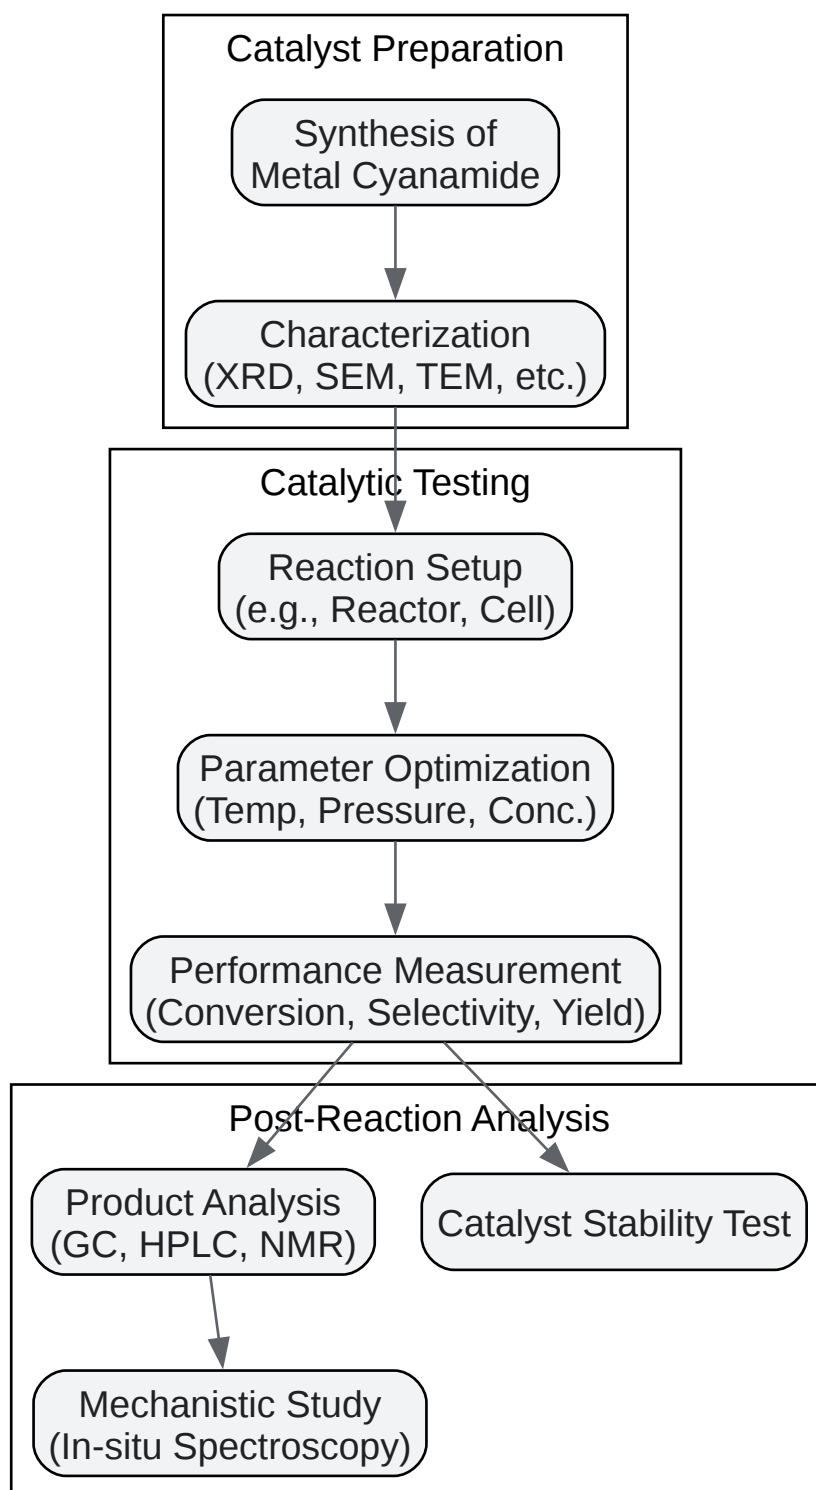 Catalyst Preparation
Synthesis of
Metal Cyanamide
Characterization
(XRD, SEM, TEM, etc.)
Catalytic Testing
Reaction Setup
(e.g., Reactor, Cell)
Parameter Optimization
(Temp, Pressure, Conc.)
Performance Measurement
(Conversion, Selectivity, Yield)
Post-Reaction Analysis
Product Analysis
(GC, HPLC, NMR)
Catalyst Stability Test
Mechanistic Study
(In-situ Spectroscopy)